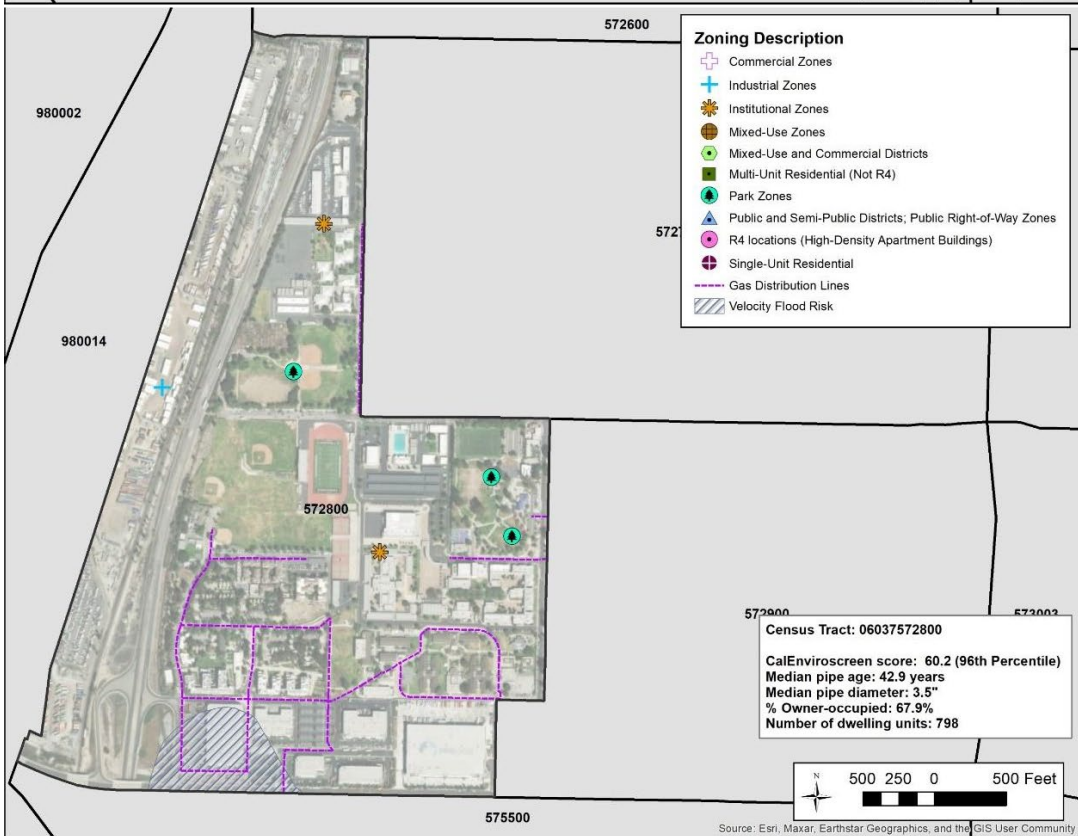 572600
980002
5727
980014
572800
572900
573003
575500
Zoning Description
Commercial Zones
Industrial Zones
Institutional Zones
Mixed-Use Zones
Mixed-Use and Commercial Districts
Multi-Unit Residential (Not R4)
Park Zones
Public and Semi-Public Districts; Public Right-of-Way Zones
R4 locations (High-Density Apartment Buildings)
Single-Unit Residential
Gas Distribution Lines
Velocity Flood Risk
Census Tract: 06037572800
CalEnviroscreen score: 60.2 (96th Percentile)
Median pipe age: 42.9 years
Median pipe diameter: 3.5"
% Owner-occupied: 67.9%
Number of dwelling units: 798
N
500 250 0 500 Feet
Source: Esri, Maxar, Earthstar Geographics, and the GIS User Community